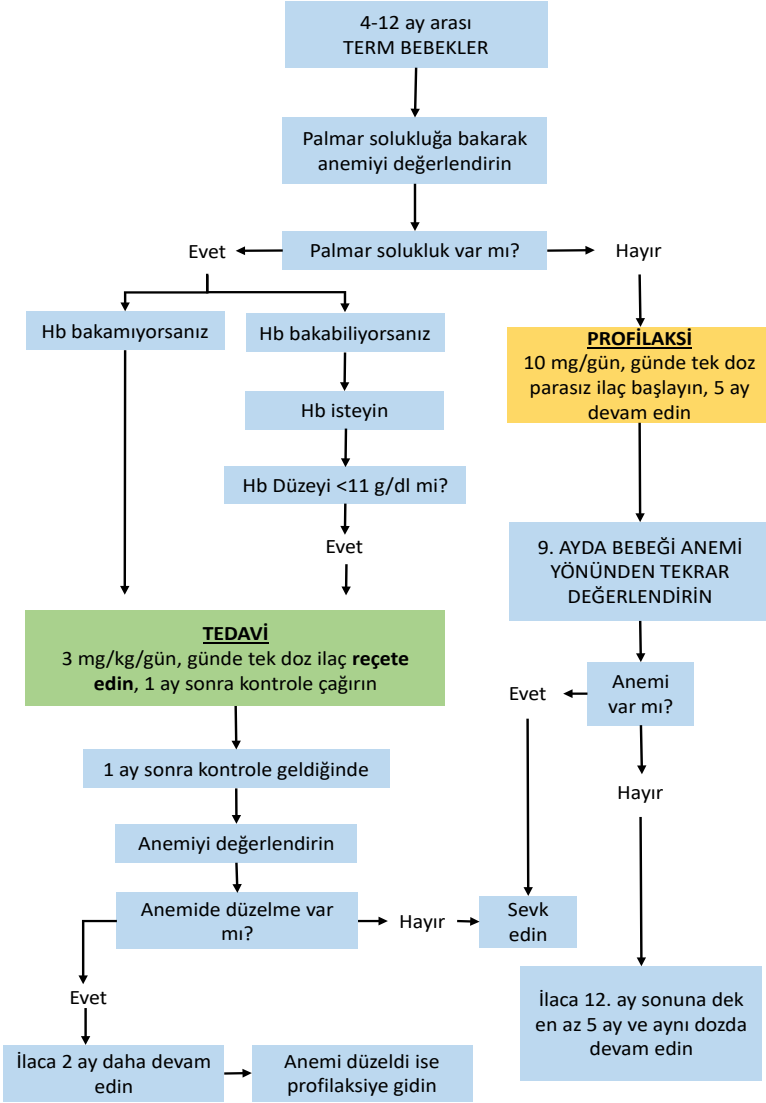 4-12 ay arası
TERM BEBEKLER
Palmar solukluğa bakarak
anemiyi değerlendirin
Evet
Palmar solukluk var mı?
Hayır
Hb bakamıyorsanız
Hb bakabiliyorsanız
PROFİLAKSİ
10 mg/gün, günde tek doz
parasız ilaç başlayın, 5 ay
devam edin
Hb isteyin
Hb Düzeyi <11 g/dl mi?
Evet
9. AYDA BEBEĞİ ANEMİ
YÖNÜNDEN TEKRAR
DEĞERLENDİRİN
TEDAVİ
3 mg/kg/gün, günde tek doz ilaç reçete
edin, 1 ay sonra kontrole çağırın
Evet
Anemi
var mı?
1 ay sonra kontrole geldiğinde
Hayır
Anemiyi değerlendirin
Anemide düzelme var
mı?
Hayır
Sevk
edin
Evet
İlaca 12. ay sonuna dek
en az 5 ay ve aynı dozda
devam edin
İlaca 2 ay daha devam
edin
Anemi düzeldi ise
profilaksiye gidin